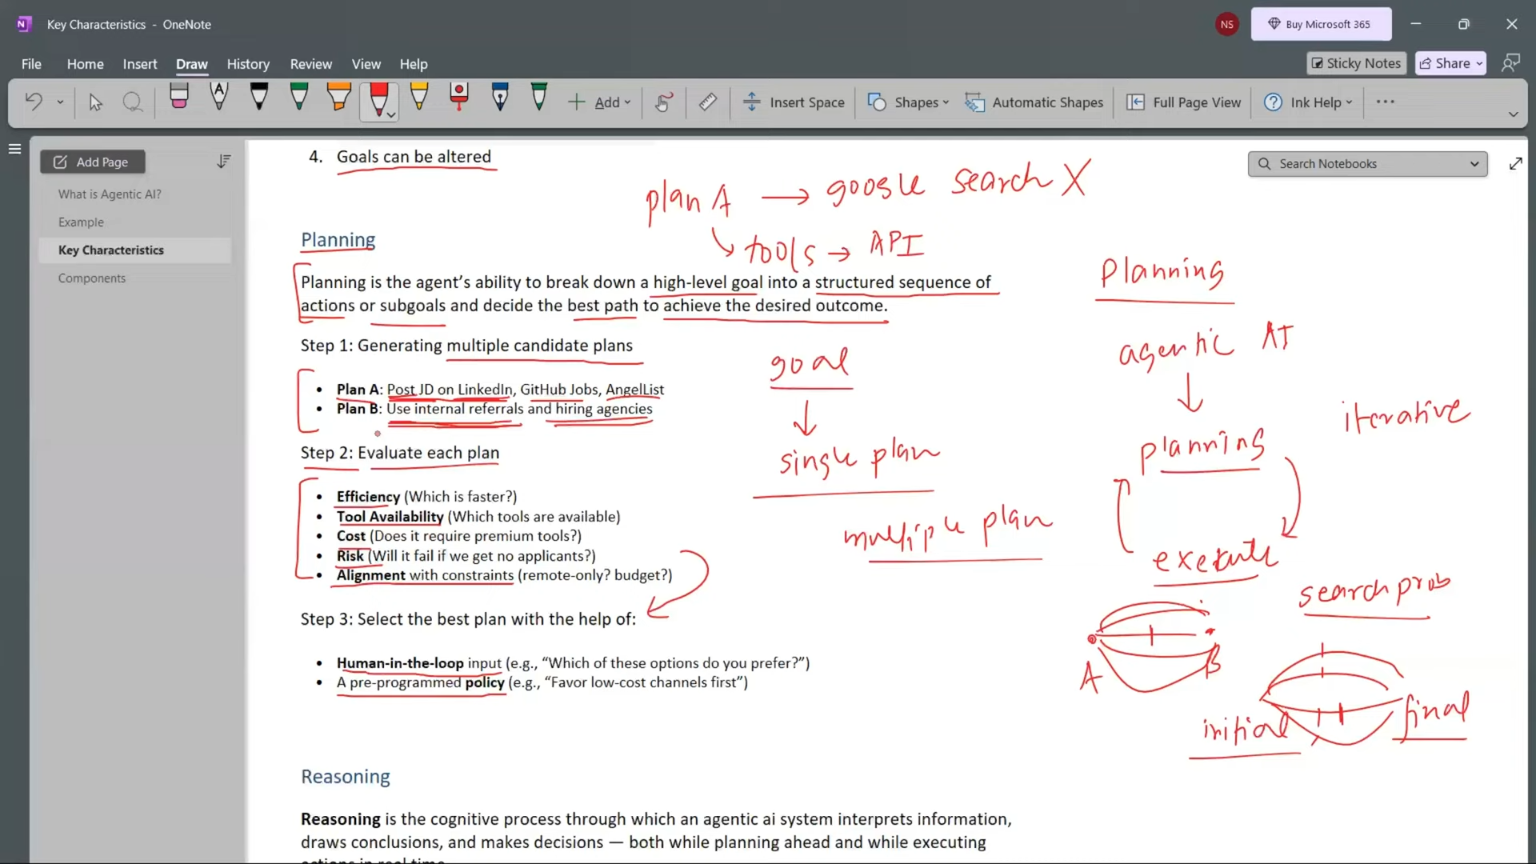 Key Characteristics - OneNote
NS
Buy Microsoft 365
File Home Insert Draw History Review View Help
Sticky Notes
Share
Add
Insert Space
Shapes
Automatic Shapes
Full Page View
Ink Help
Add Page
What is Agentic AI?
Example
Key Characteristics
Components
Search Notebooks
4. Goals can be altered
plan A → google search X
tools → API
Planning
Planning is the agent's ability to break down a high-level goal into a structured sequence of
actions or subgoals and decide the best path to achieve the desired outcome.
Step 1: Generating multiple candidate plans
• Plan A: Post JD on LinkedIn, GitHub Jobs, AngelList
• Plan B: Use internal referrals and hiring agencies
Step 2: Evaluate each plan
• Efficiency (Which is faster?)
• Tool Availability (Which tools are available)
• Cost (Does it require premium tools?)
• Risk (Will it fail if we get no applicants?)
• Alignment with constraints (remote-only? budget?)
Step 3: Select the best plan with the help of:
• Human-in-the-loop input (e.g., "Which of these options do you prefer?")
• A pre-programmed policy (e.g., "Favor low-cost channels first")
goal
single plan
multiple plan
Planning
agentic AI
planning
iterative
execute
search prob
A
B
initial
final
Reasoning
Reasoning is the cognitive process through which an agentic ai system interprets information,
draws conclusions, and makes decisions — both while planning ahead and while executing
actions in real time.